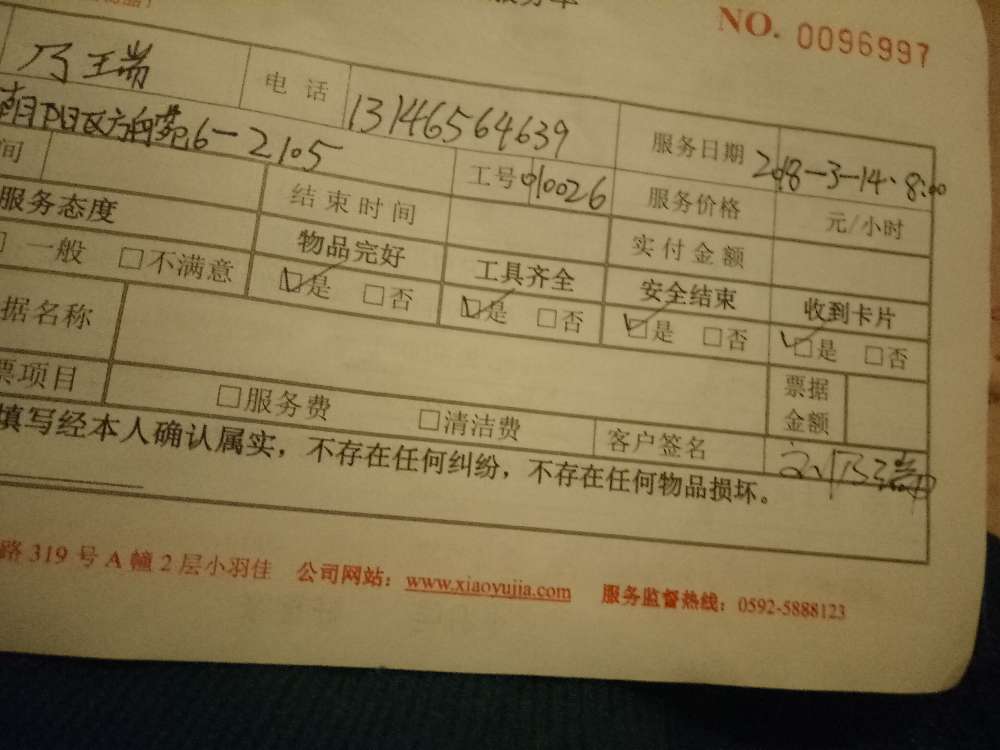 NO. 0096997
乃王瑞 电话 13146564639 服务日期 2018-3-14. 8:00
朝阳区方舟苑6-2105 工号 010026 服务价格 元/小时
间 结束时间 实付金额
服务态度 物品完好 工具齐全 安全结束 收到卡片
□一般 □不满意 □是 □否 □是 □否 □是 □否 □是 □否
据名称 票据金额
票项目 □服务费 □清洁费 客户签名
填写经本人确认属实，不存在任何纠纷，不存在任何物品损坏。
路 319 号 A 幢 2 层小羽佳 公司网站：www.xiaoyujia.com 服务监督热线：0592-5888123